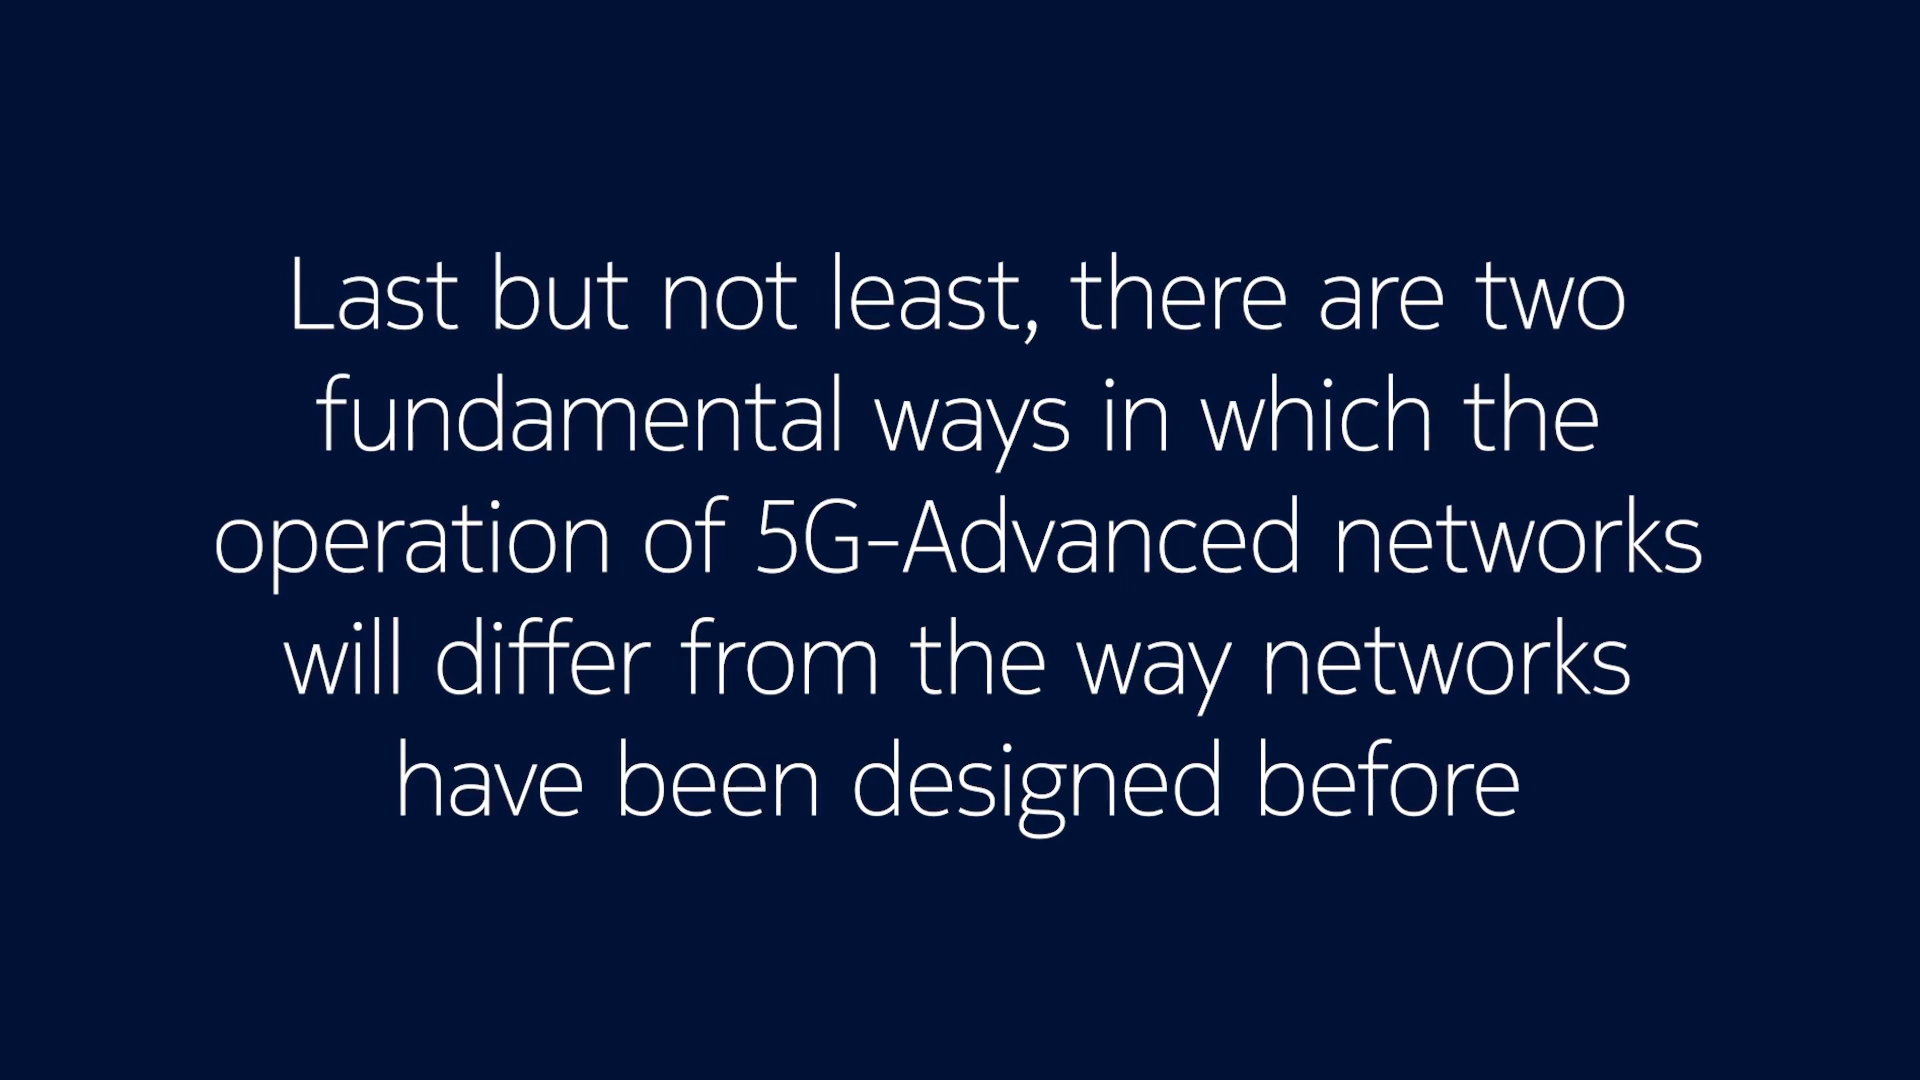 Last but not least, there are two
fundamental ways in which the
operation of 5G-Advanced networks
will differ from the way networks
have been designed before